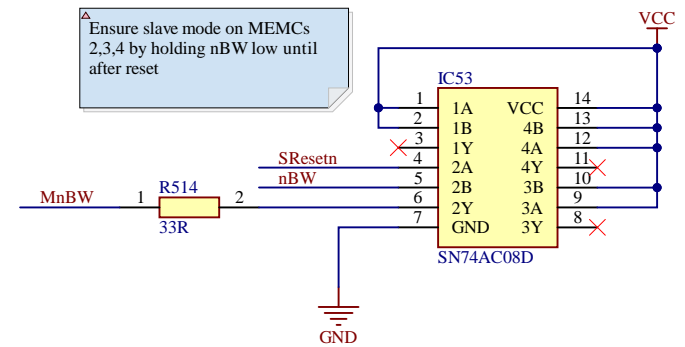 Ensure slave mode on MEMCs
2,3,4 by holding nBW low until
after reset
VCC
IC53
1 1A VCC 14
2 1B 4B 13
3 1Y 4A 12
SResetn 4 2A 4Y 11
nBW 5 2B 3B 10
MnBW 1 R514 2 6 2Y 3A 9
33R 7 GND 3Y 8
SN74AC08D
GND